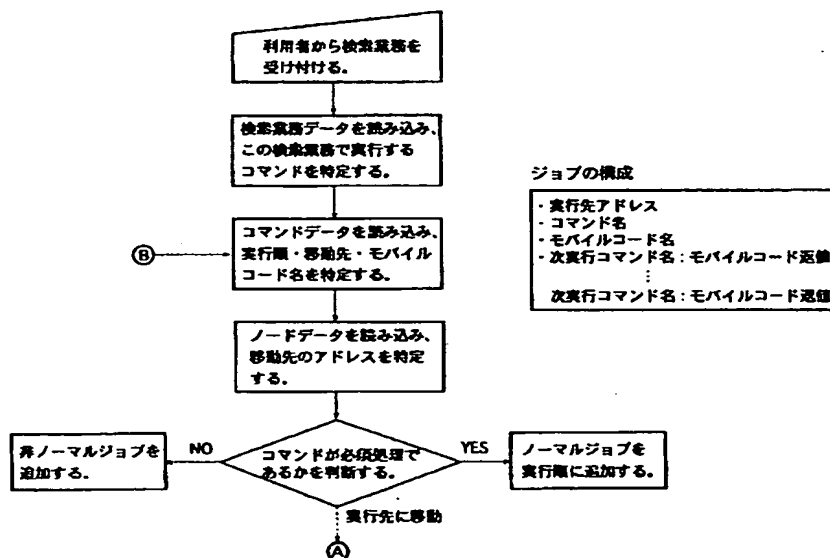 利用者から検索業務を
受け付ける。
検索業務データを読み込み、
この検索業務で実行する
コマンドを特定する。
Ⓑ
コマンドデータを読み込み、
実行順・移動先・モバイル
コード名を特定する。
ノードデータを読み込み、
移動先のアドレスを特定
する。
コマンドが必須処理で
あるかを判断する。
NO
非ノーマルジョブを
追加する。
YES
ノーマルジョブを
実行順に追加する。
実行先に移動
Ⓐ
ジョブの構成
・実行先アドレス
・コマンド名
・モバイルコード名
・次実行コマンド名：モバイルコード返値
⋮
次実行コマンド名：モバイルコード返値